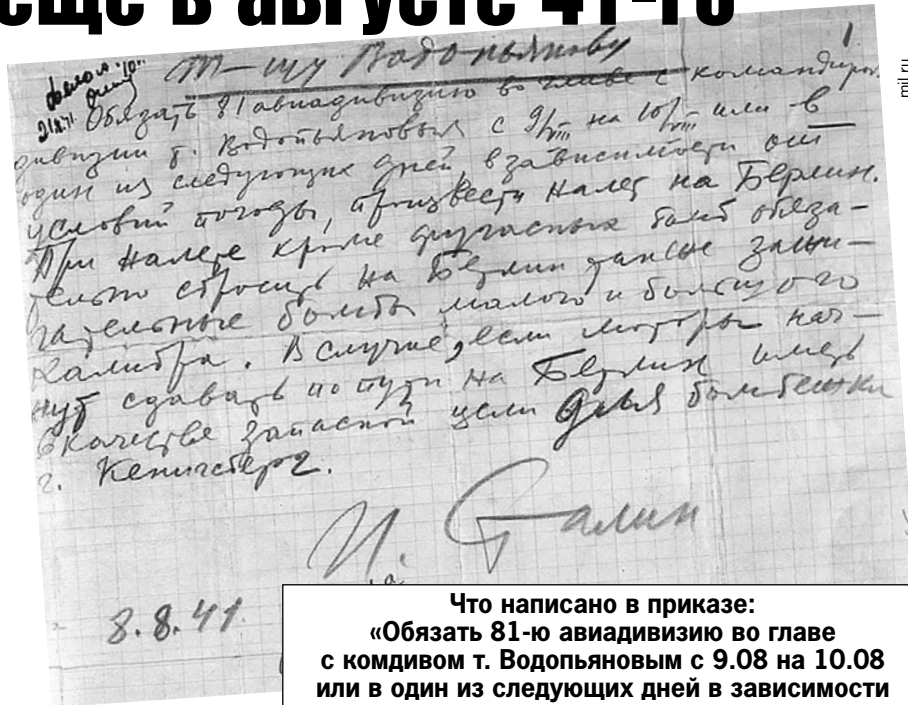 еще в августе 41-го
mil.ru
Т-щу Водопьянову
1
Обязать 81 авиадивизию во главе с командиром
дивизии т. Водопьяновым с 9/VIII на 10/VIII или в
один из следующих дней, в зависимости от
условий погоды, произвести налет на Берлин.
При налете кроме фугасных бомб обяза–
тельно сбросить на Берлин также зажи–
гательные бомбы малого и большого
калибра. В случае, если моторы нач–
нут сдавать по пути на Берлин иметь
в качестве запасной цели для бомбежки
г. Кенигсберг.
И. Сталин
8.8.41
Что написано в приказе:
«Обязать 81-ю авиадивизию во главе
с комдивом т. Водопьяновым с 9.08 на 10.08
или в один из следующих дней в зависимости